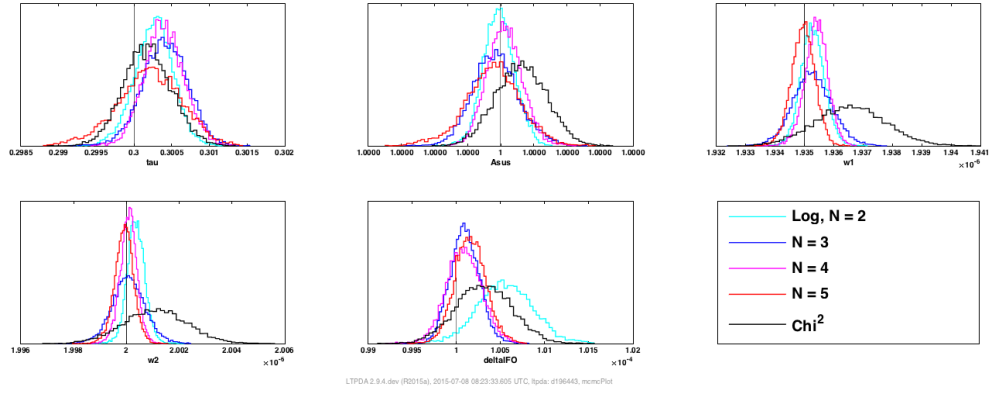 0.2985 0.299 0.2995 0.3 0.3005 0.301 0.3015 0.302
tau
1.0000 1.0000 1.0000 1.0000 1.0000 1.0000 1.0000 1.0000 1.0000
Asus
1.932 1.933 1.934 1.935 1.936 1.937 1.938 1.939 1.94 1.941
w1
×10⁻⁶
1.996 1.998 2 2.002 2.004 2.006
w2
×10⁻⁶
0.99 0.995 1 1.005 1.01 1.015 1.02
deltaIFO
×10⁻⁴
Log, N = 2
N = 3
N = 4
N = 5
Chi²
LTPDA 2.9.4.dev (R2015a), 2015-07-08 08:23:33.605 UTC, ltpda: d196443, mcmcPlot